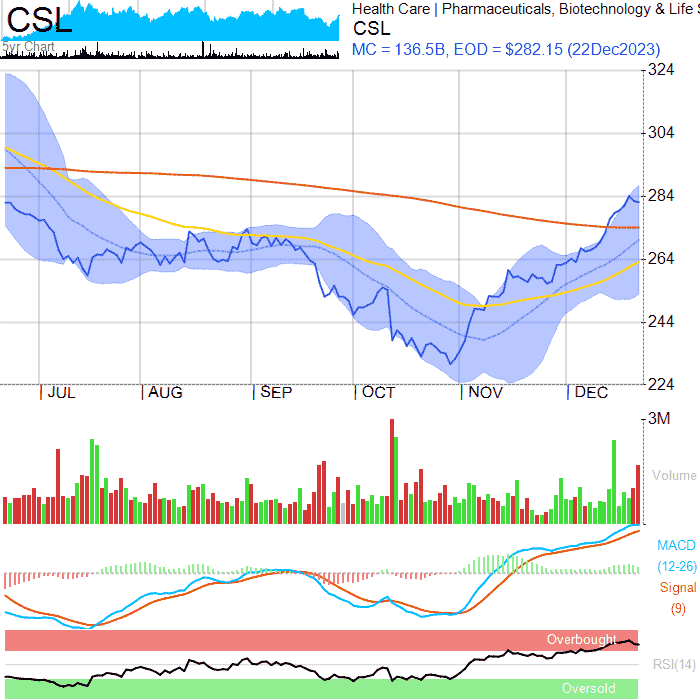 CSL
5yr Chart
Health Care | Pharmaceuticals, Biotechnology & Life S
CSL
MC = 136.5B, EOD = $282.15 (22Dec2023)
324
304
284
264
244
224
JUL
AUG
SEP
OCT
NOV
DEC
3M
Volume
MACD
(12-26)
Signal
(9)
Overbought
RSI(14)
Oversold